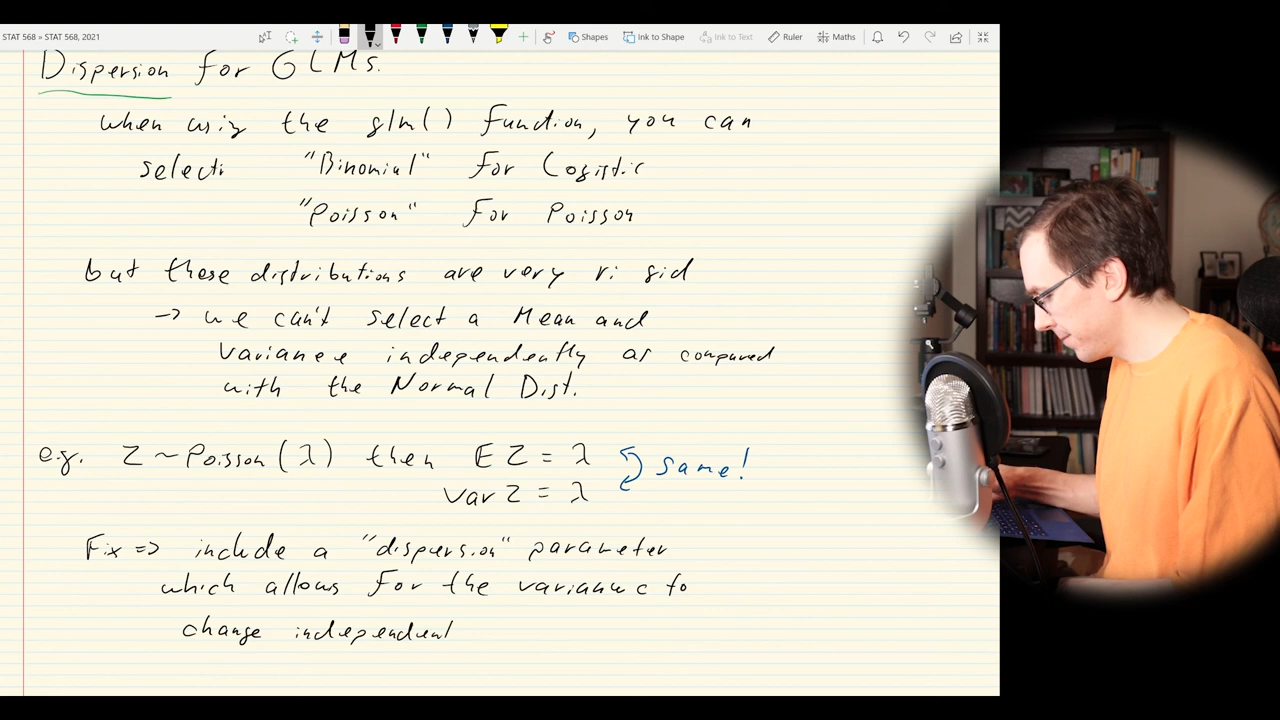 STAT 568 » STAT 568, 2021
Shapes
Ink to Shape
Ink to Text
Ruler
Maths
Dispersion for GLMs.
when using the glm() function, you can
select: "Binomial" for Logistic
"Poisson" for Poisson
but these distributions are very rigid
→ we can't select a Mean and
Variance independently as compared
with the Normal Dist.
e.g. Z ~ Poisson(λ) then EZ = λ
same!
Var Z = λ
Fix => include a "dispersion" parameter
which allows for the variance to
change independent